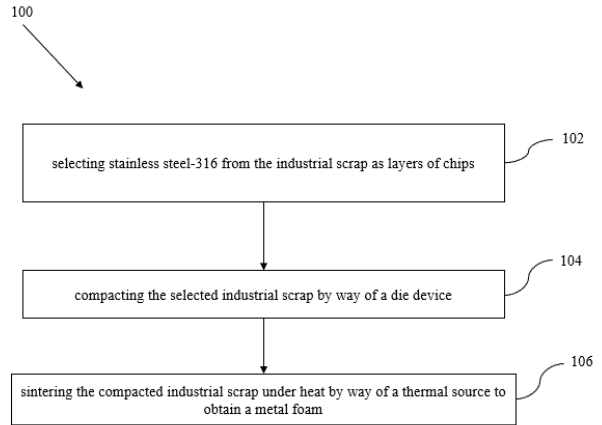 100
selecting stainless steel-316 from the industrial scrap as layers of chips
102
compacting the selected industrial scrap by way of a die device
104
sintering the compacted industrial scrap under heat by way of a thermal source to
obtain a metal foam
106